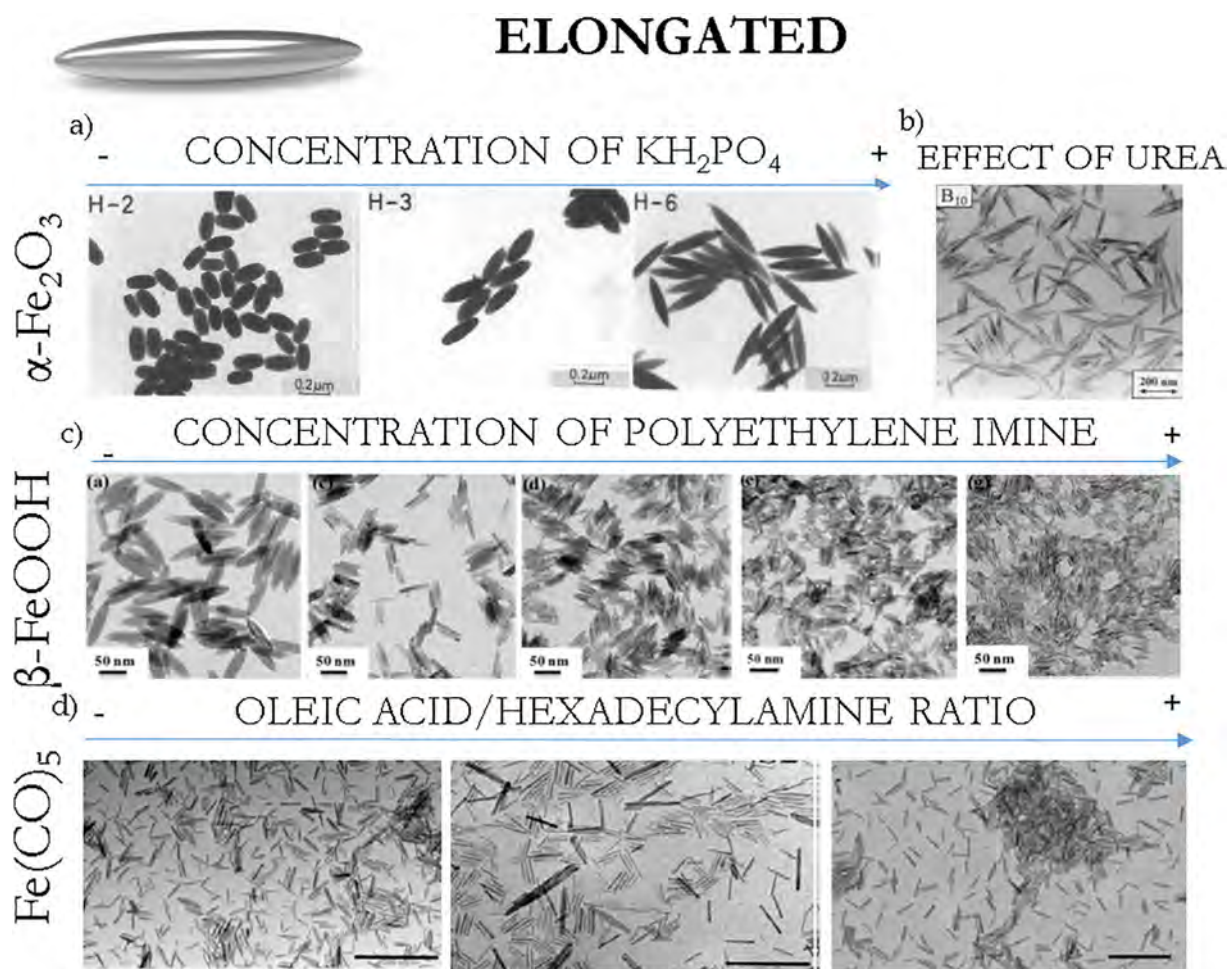 ELONGATED
a)
- CONCENTRATION OF KH₂PO₄ +
b)
EFFECT OF UREA
α-Fe₂O₃
H-2
H-3
H-6
B₁₀
0.2μm
0.2μm
0.2μm
200 nm
c)
- CONCENTRATION OF POLYETHYLENE IMINE +
β-FeOOH
(a)
(c)
(d)
(e)
(g)
50 nm
50 nm
50 nm
50 nm
50 nm
d)
- OLEIC ACID/HEXADECYLAMINE RATIO +
Fe(CO)₅